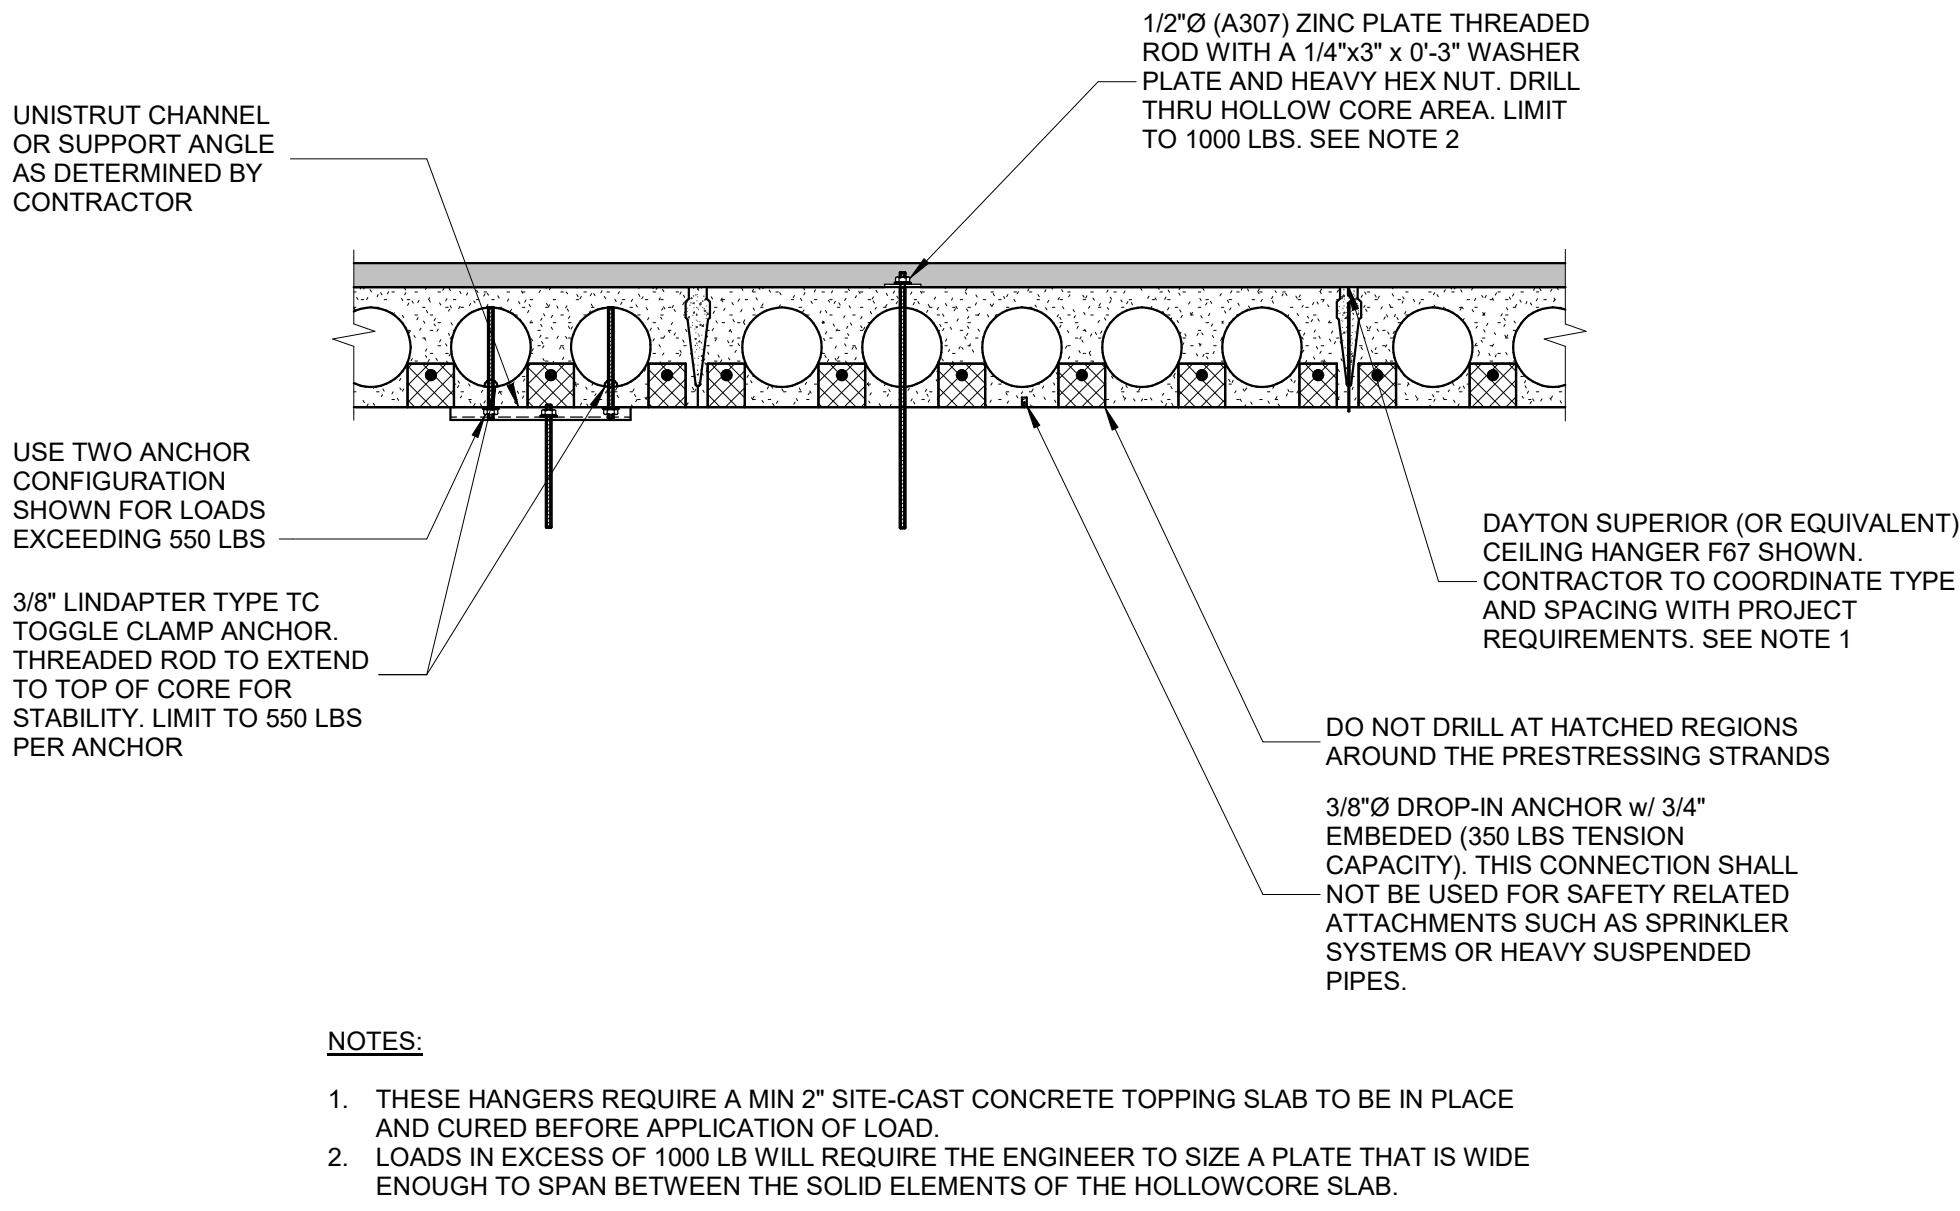 1/2"Ø (A307) ZINC PLATE THREADED
ROD WITH A 1/4"x3" x 0'-3" WASHER
PLATE AND HEAVY HEX NUT. DRILL
THRU HOLLOW CORE AREA. LIMIT
TO 1000 LBS. SEE NOTE 2
UNISTRUT CHANNEL
OR SUPPORT ANGLE
AS DETERMINED BY
CONTRACTOR
USE TWO ANCHOR
CONFIGURATION
SHOWN FOR LOADS
EXCEEDING 550 LBS
3/8" LINDAPTER TYPE TC
TOGGLE CLAMP ANCHOR.
THREADED ROD TO EXTEND
TO TOP OF CORE FOR
STABILITY. LIMIT TO 550 LBS
PER ANCHOR
DAYTON SUPERIOR (OR EQUIVALENT)
CEILING HANGER F67 SHOWN.
CONTRACTOR TO COORDINATE TYPE
AND SPACING WITH PROJECT
REQUIREMENTS. SEE NOTE 1
DO NOT DRILL AT HATCHED REGIONS
AROUND THE PRESTRESSING STRANDS
3/8"Ø DROP-IN ANCHOR w/ 3/4"
EMBEDED (350 LBS TENSION
CAPACITY). THIS CONNECTION SHALL
NOT BE USED FOR SAFETY RELATED
ATTACHMENTS SUCH AS SPRINKLER
SYSTEMS OR HEAVY SUSPENDED
PIPES.
NOTES:
1. THESE HANGERS REQUIRE A MIN 2" SITE-CAST CONCRETE TOPPING SLAB TO BE IN PLACE
AND CURED BEFORE APPLICATION OF LOAD.
2. LOADS IN EXCESS OF 1000 LB WILL REQUIRE THE ENGINEER TO SIZE A PLATE THAT IS WIDE
ENOUGH TO SPAN BETWEEN THE SOLID ELEMENTS OF THE HOLLOWCORE SLAB.